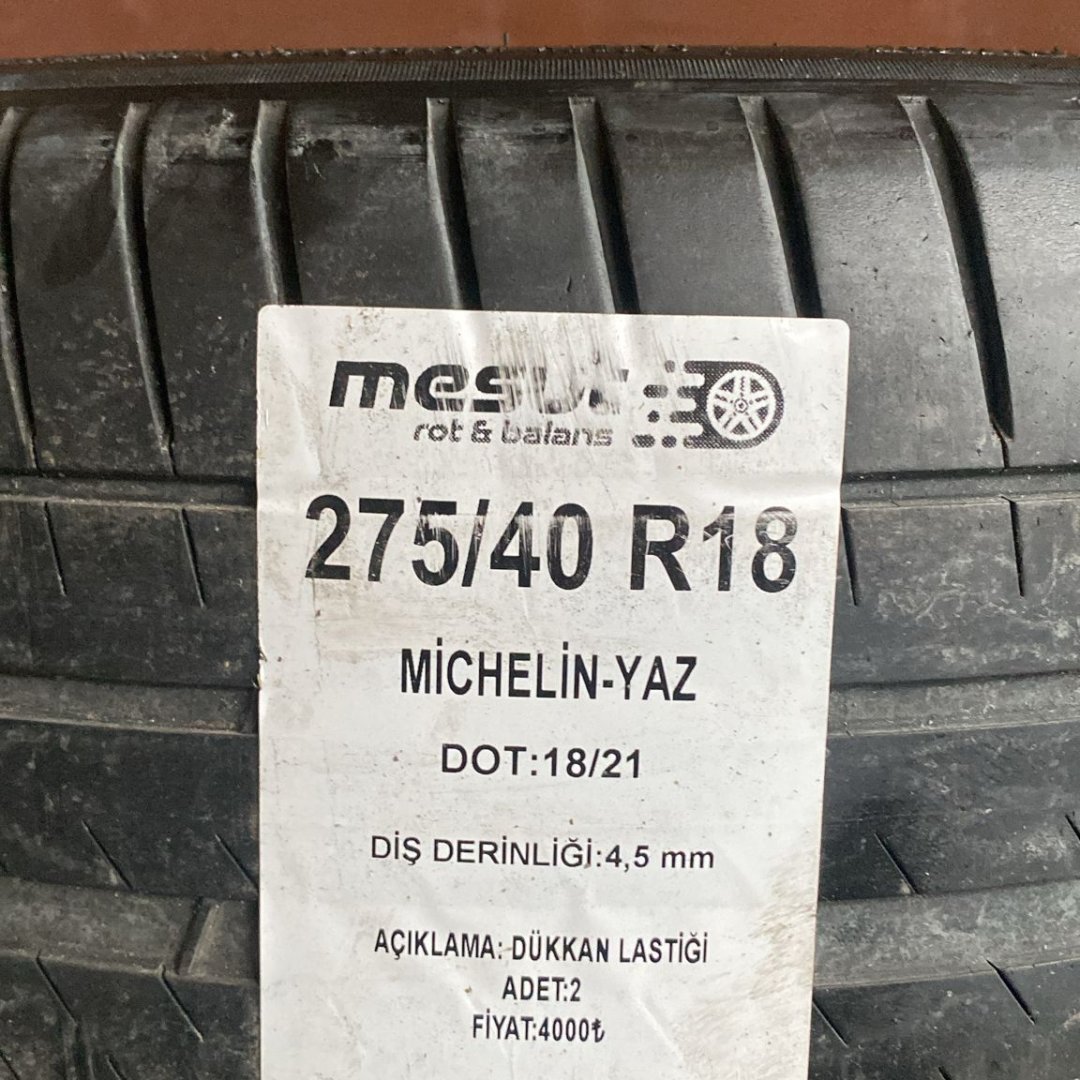 mesut
rot & balans
275/40 R18
MİCHELİN-YAZ
DOT:18/21
DİŞ DERİNLİĞİ:4,5 mm
AÇIKLAMA: DÜKKAN LASTİĞİ
ADET:2
FİYAT:4000₺